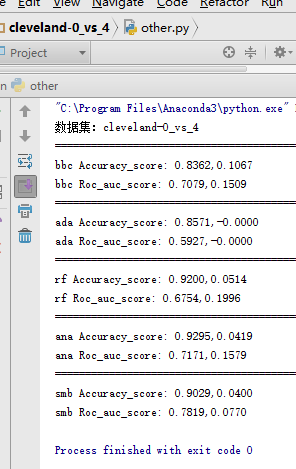 Navigate Code Refactor Run
cleveland-0_vs_4 other.py
Project
other
"C:\Program Files\Anaconda3\python.exe"
数据集: cleveland-0_vs_4
bbc Accuracy_score: 0.8362,0.1067
bbc Roc_auc_score: 0.7079,0.1509
ada Accuracy_score: 0.8571,-0.0000
ada Roc_auc_score: 0.5927,-0.0000
rf Accuracy_score: 0.9200,0.0514
rf Roc_auc_score: 0.6754,0.1996
ana Accuracy_score: 0.9295,0.0419
ana Roc_auc_score: 0.7171,0.1579
smb Accuracy_score: 0.9029,0.0400
smb Roc_auc_score: 0.7819,0.0770
Process finished with exit code 0